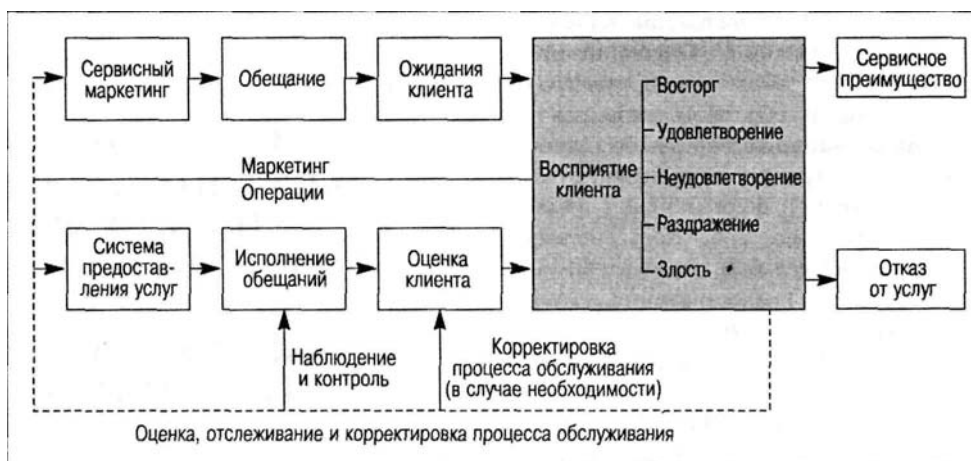 Сервисный
маркетинг
Обещание
Ожидания
клиента
Сервисное
преимущество
Маркетинг
Операции
Восприятие
клиента
Восторг
Удовлетворение
Неудовлетворение
Раздражение
Злость
Система
предостав-
ления услуг
Исполнение
обещаний
Оценка
клиента
Отказ
от услуг
Наблюдение
и контроль
Корректировка
процесса обслуживания
(в случае необходимости)
Оценка, отслеживание и корректировка процесса обслуживания